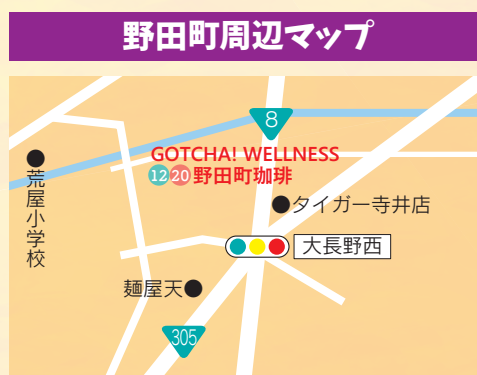 野田町周辺マップ
8
GOTCHA! WELLNESS
12 20 野田町珈琲
荒屋小学校
●タイガー寺井店
大長野西
麺屋天●
305